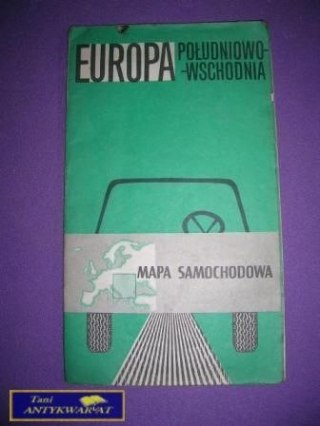 EUROPA POŁUDNIOWO-
-WSCHODNIA
MAPA SAMOCHODOWA
Tani
ANTYKWARIAT